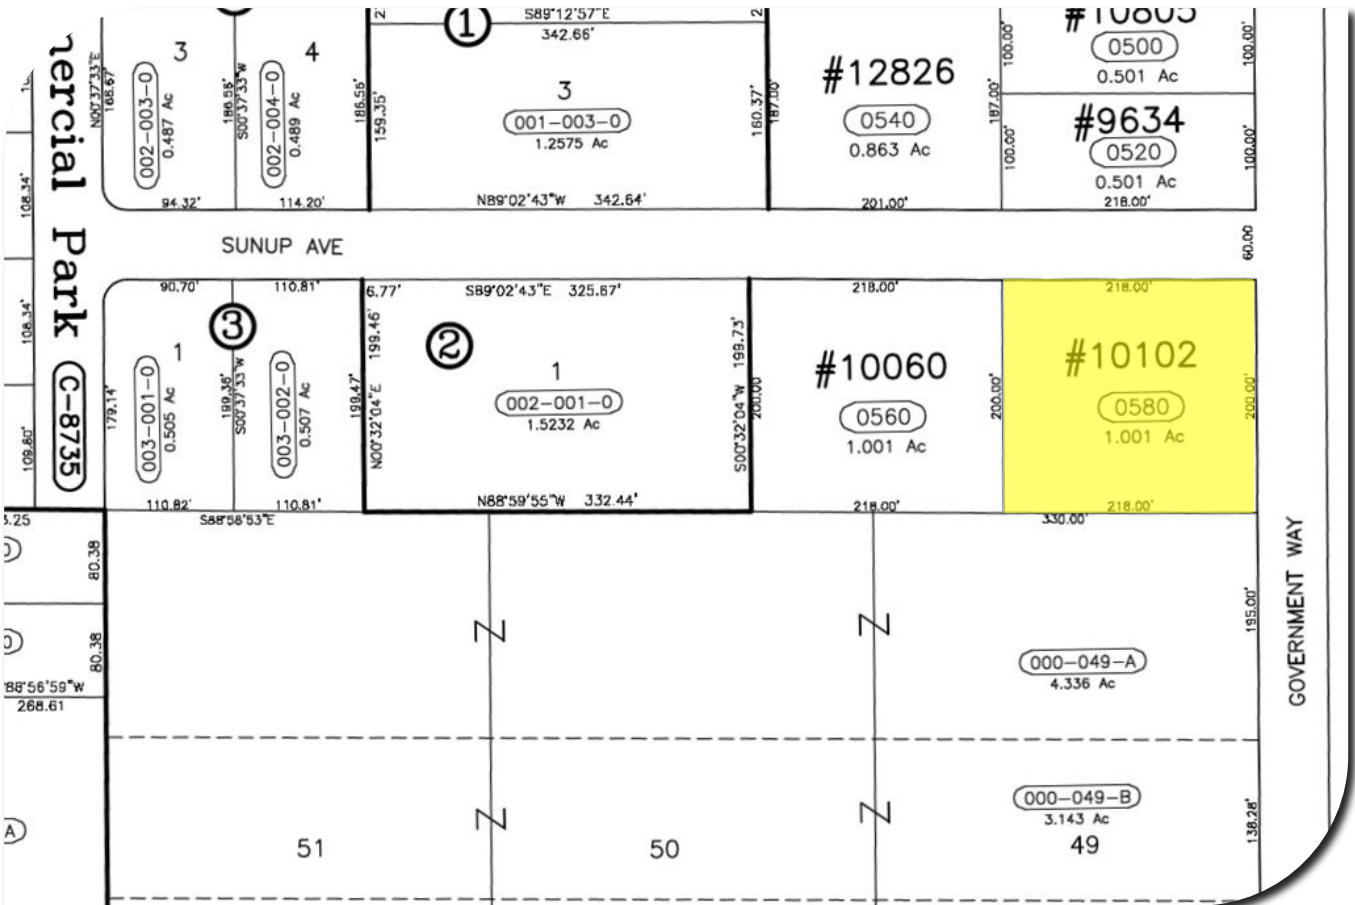 S89°12'57"E
342.66'
1
3
001-003-0
1.2575 Ac
159.35'
160.37'
N89°02'43"W 342.64'
3
002-003-0
0.487 Ac
N00°37'33"E
168.67'
94.32'
186.56'
S00°37'33"W
4
002-004-0
0.489 Ac
186.56'
114.20'
#12826
0540
0.863 Ac
187.00'
187.00'
201.00'
#10805
0500
0.501 Ac
100.00'
100.00'
#9634
0520
0.501 Ac
100.00'
100.00'
218.00'
ercial Park C-8735
108.34'
108.34'
109.80'
SUNUP AVE
60.00
90.70'
110.81'
3
1
003-001-0
0.505 Ac
179.14'
199.38'
S00°37'33"W
003-002-0
0.507 Ac
199.47'
110.82'
110.81'
S88°58'53"E
6.77'
S89°02'43"E 325.67'
2
1
002-001-0
1.5232 Ac
N00°32'04"E 199.46'
S00°32'04"W 199.73'
N88°59'55"W 332.44'
218.00'
#10060
0560
1.001 Ac
200.00
200.00'
218.00'
218.00'
#10102
0580
1.001 Ac
200.00'
218.00'
330.00'
GOVERNMENT WAY
80.38
80.38
88°56'59"W
268.61
195.00'
000-049-A
4.336 Ac
000-049-B
3.143 Ac
138.28'
A
51
50
49